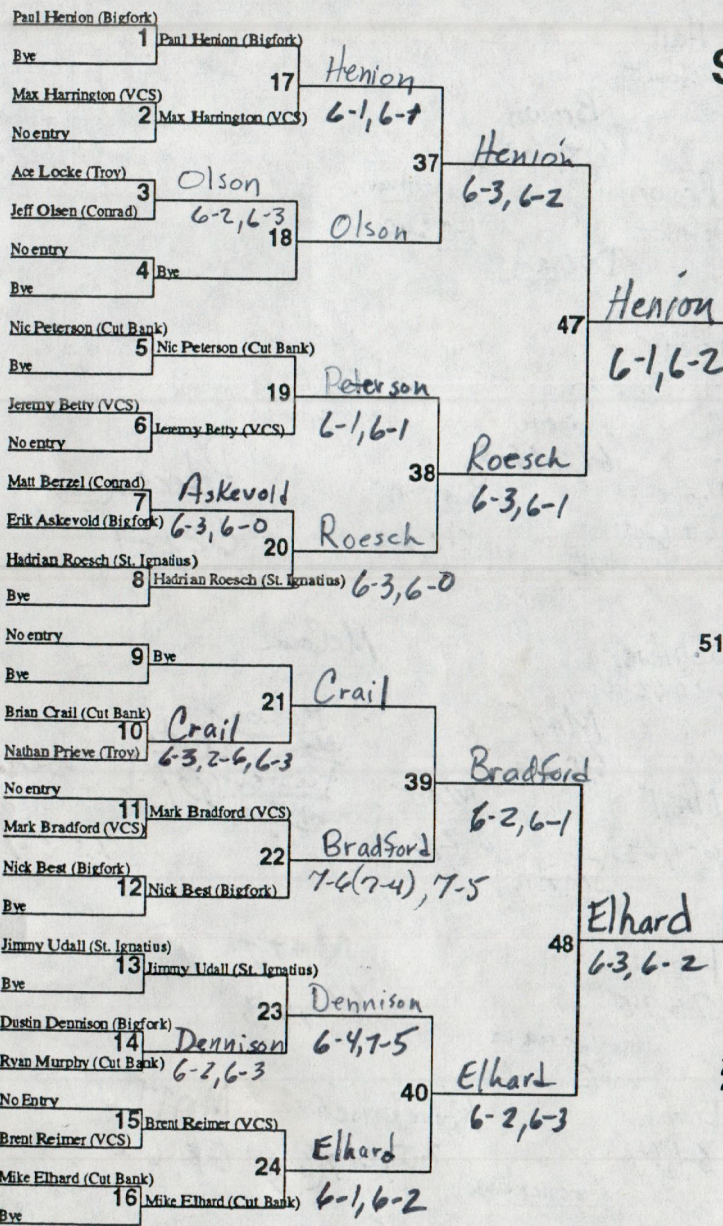 Paul Henion (Bigfork)
1
Bye
Paul Henion (Bigfork)
Max Harrington (VCS)
2
No entry
Max Harrington (VCS)
17
Henion
Ace Locke (Troy)
3
Jeff Olsen (Conrad)
Olson
6-2, 6-3
No entry
4
Bye
Bye
18
Olson
37
Henion
6-3, 6-2
Nic Peterson (Cut Bank)
5
Bye
Nic Peterson (Cut Bank)
Jeremy Betty (VCS)
6
No entry
Jeremy Betty (VCS)
19
Peterson
6-1, 6-1
Matt Berzel (Conrad)
7
Erik Askevold (Bigfork)
Askevold
6-3, 6-0
Hadrian Roesch (St. Ignatius)
8
Bye
Hadrian Roesch (St. Ignatius)
20
Roesch
6-3, 6-0
38
Roesch
6-3, 6-1
47
Henion
6-1, 6-2
No entry
9
Bye
Bye
Brian Crail (Cut Bank)
10
Nathan Prieve (Troy)
Crail
6-3, 2-6, 6-3
21
Crail
No entry
11
Mark Bradford (VCS)
Mark Bradford (VCS)
Nick Best (Bigfork)
12
Bye
Nick Best (Bigfork)
22
Bradford
7-6(7-4), 7-5
39
Bradford
6-2, 6-1
Jimmy Udall (St. Ignatius)
13
Bye
Jimmy Udall (St. Ignatius)
Dustin Dennison (Bigfork)
14
Ryan Murphy (Cut Bank)
Dennison
6-2, 6-3
23
Dennison
6-4, 7-5
No Entry
15
Brent Reimer (VCS)
Brent Reimer (VCS)
Mike Elhard (Cut Bank)
16
Bye
Mike Elhard (Cut Bank)
24
Elhard
6-1, 6-2
40
Elhard
6-2, 6-3
48
Elhard
6-3, 6-2
51